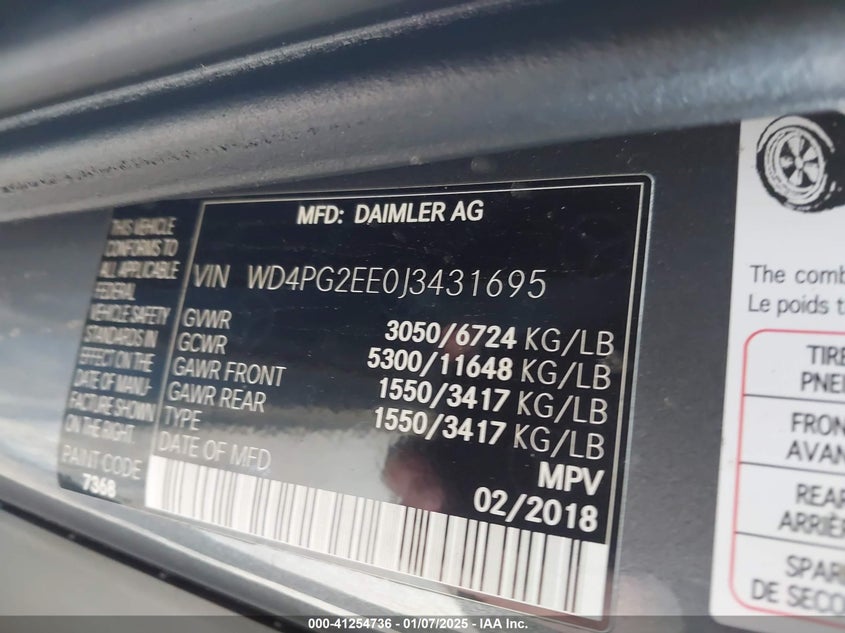 THIS VEHICLE
CONFORMS TO
ALL APPLICABLE
FEDERAL
VEHICLE SAFETY
STANDARDS IN
EFFECT ON THE
DATE OF MANU-
FACTURE SHOWN
ON THE RIGHT.
PAINT CODE
7368
MFD: DAIMLER AG
VIN WD4PG2EE0J3431695
GVWR 3050/6724 KG/LB
GCWR 5300/11648 KG/LB
GAWR FRONT 1550/3417 KG/LB
GAWR REAR 1550/3417 KG/LB
TYPE MPV
DATE OF MFD 02/2018
The comb
Le poids t
TIRE
PNE
FRON
AVAN
REAR
ARRIÈR
SPAR
DE SECO
000-41254736 - 01/07/2025 - IAA Inc.